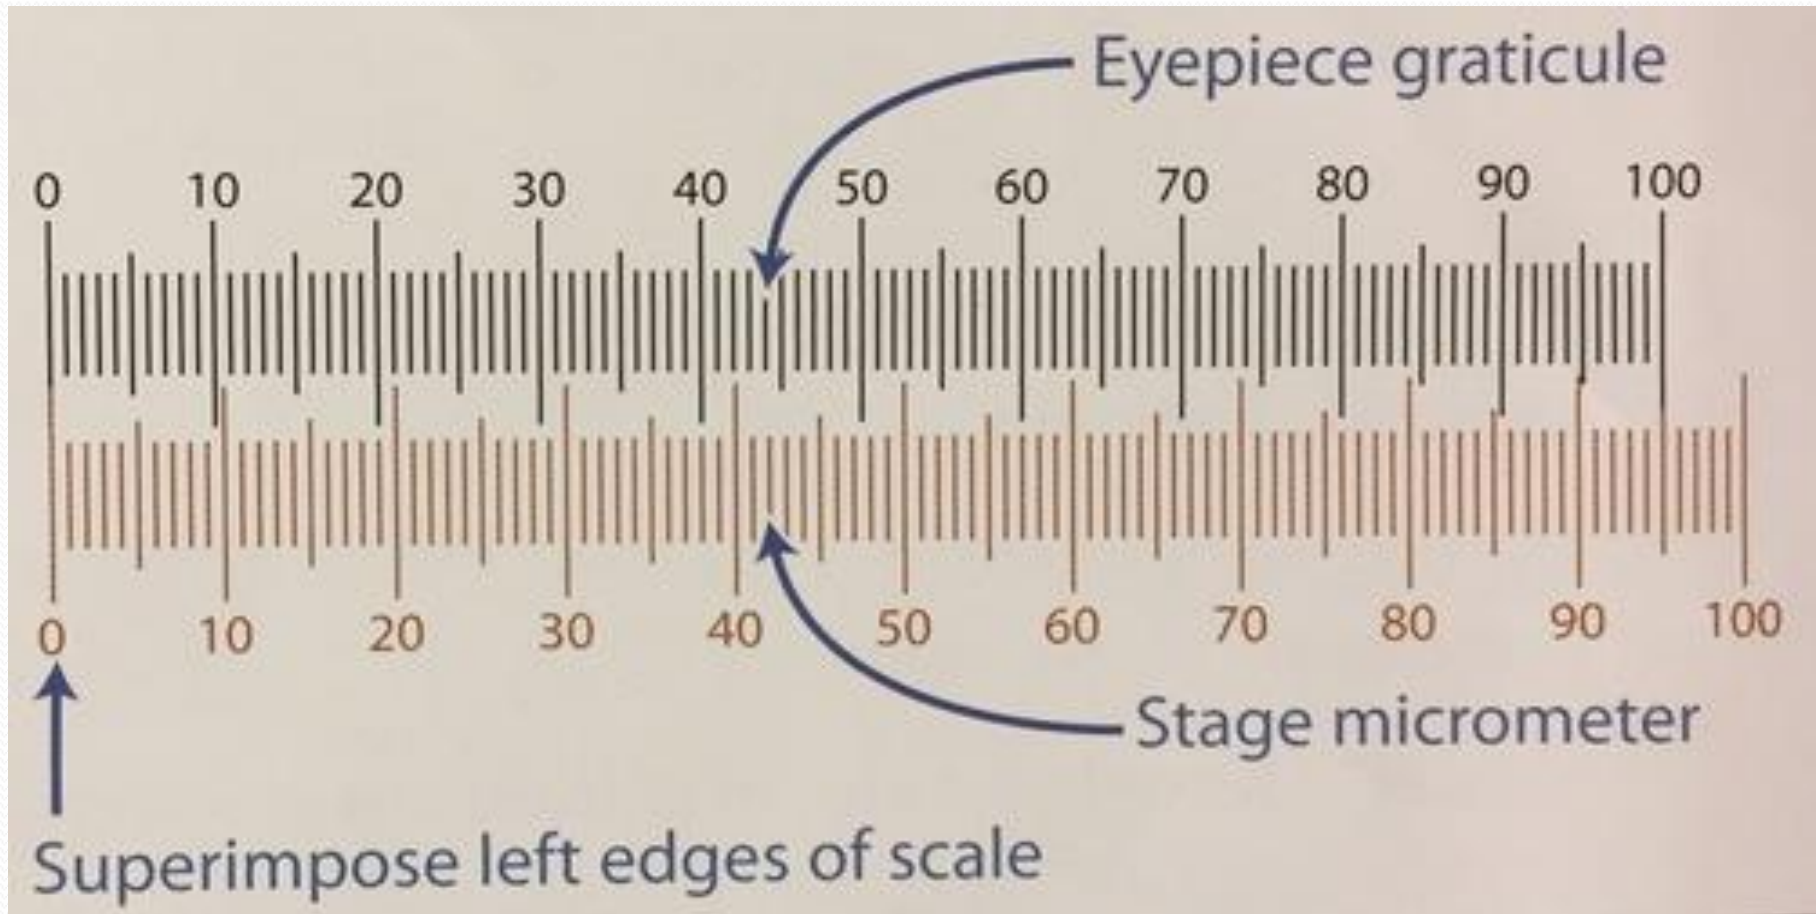 Eyepiece graticule
0 10 20 30 40 50 60 70 80 90 100
0 10 20 30 40 50 60 70 80 90 100
Stage micrometer
Superimpose left edges of scale